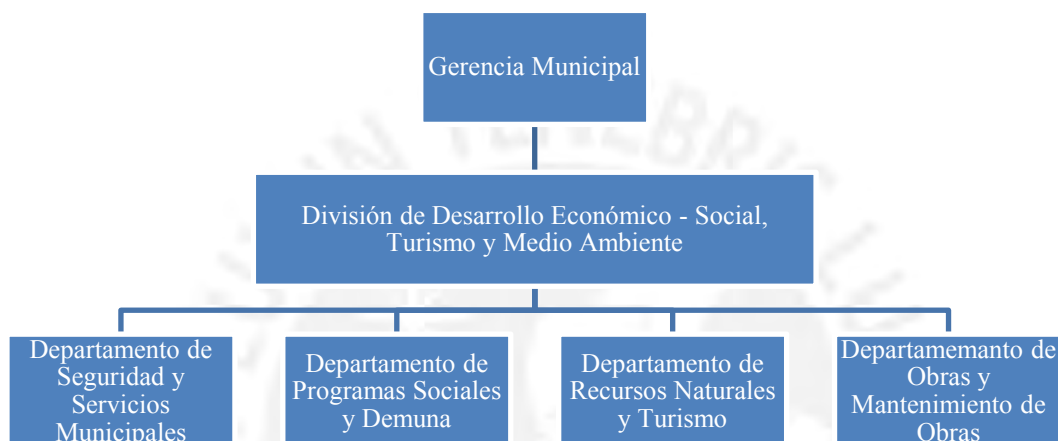 Gerencia Municipal
División de Desarrollo Económico - Social,
Turismo y Medio Ambiente
Departamento de
Seguridad y
Servicios
Municipales
Departamento de
Programas Sociales
y Demuna
Departamento de
Recursos Naturales
y Turismo
Departamemanto de
Obras y
Mantenimiento de
Obras